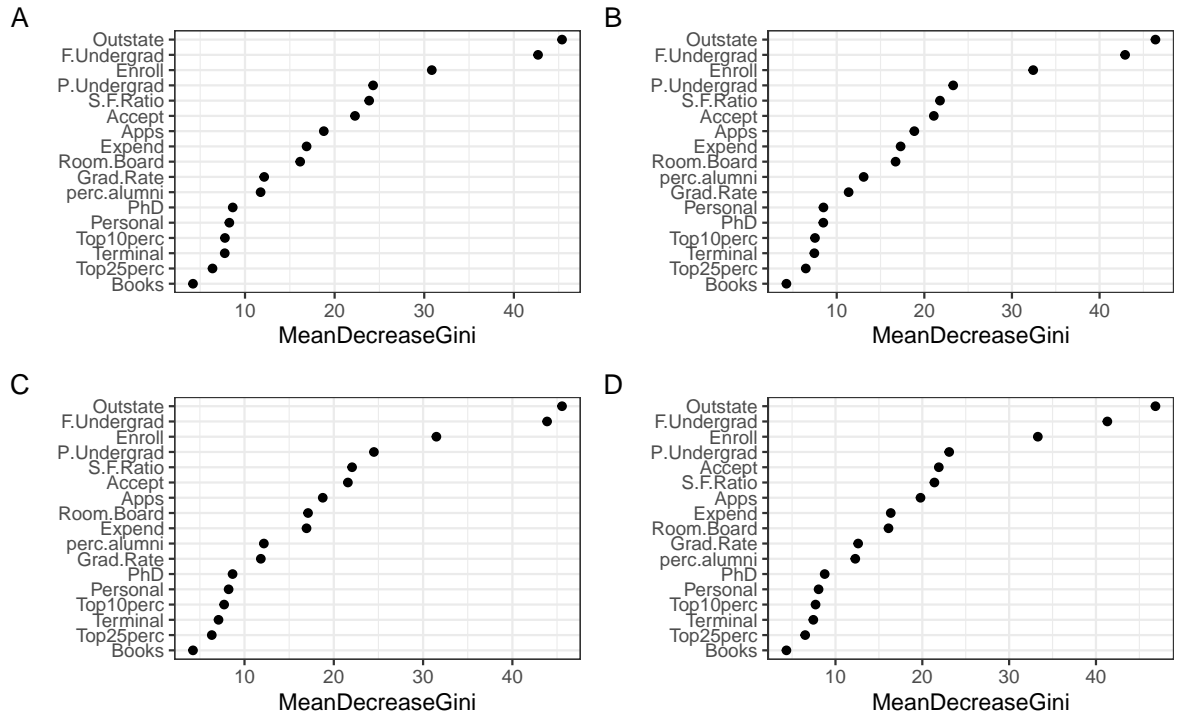 A
Outstate
F.Undergrad
Enroll
P.Undergrad
S.F.Ratio
Accept
Apps
Expend
Room.Board
Grad.Rate
perc.alumni
PhD
Personal
Top10perc
Terminal
Top25perc
Books
10 20 30 40
MeanDecreaseGini
B
Outstate
F.Undergrad
Enroll
P.Undergrad
S.F.Ratio
Accept
Apps
Expend
Room.Board
perc.alumni
Grad.Rate
Personal
PhD
Top10perc
Terminal
Top25perc
Books
10 20 30 40
MeanDecreaseGini
C
Outstate
F.Undergrad
Enroll
P.Undergrad
S.F.Ratio
Accept
Apps
Room.Board
Expend
perc.alumni
Grad.Rate
PhD
Personal
Top10perc
Terminal
Top25perc
Books
10 20 30 40
MeanDecreaseGini
D
Outstate
F.Undergrad
Enroll
P.Undergrad
Accept
S.F.Ratio
Apps
Expend
Room.Board
Grad.Rate
perc.alumni
PhD
Personal
Top10perc
Terminal
Top25perc
Books
10 20 30 40
MeanDecreaseGini